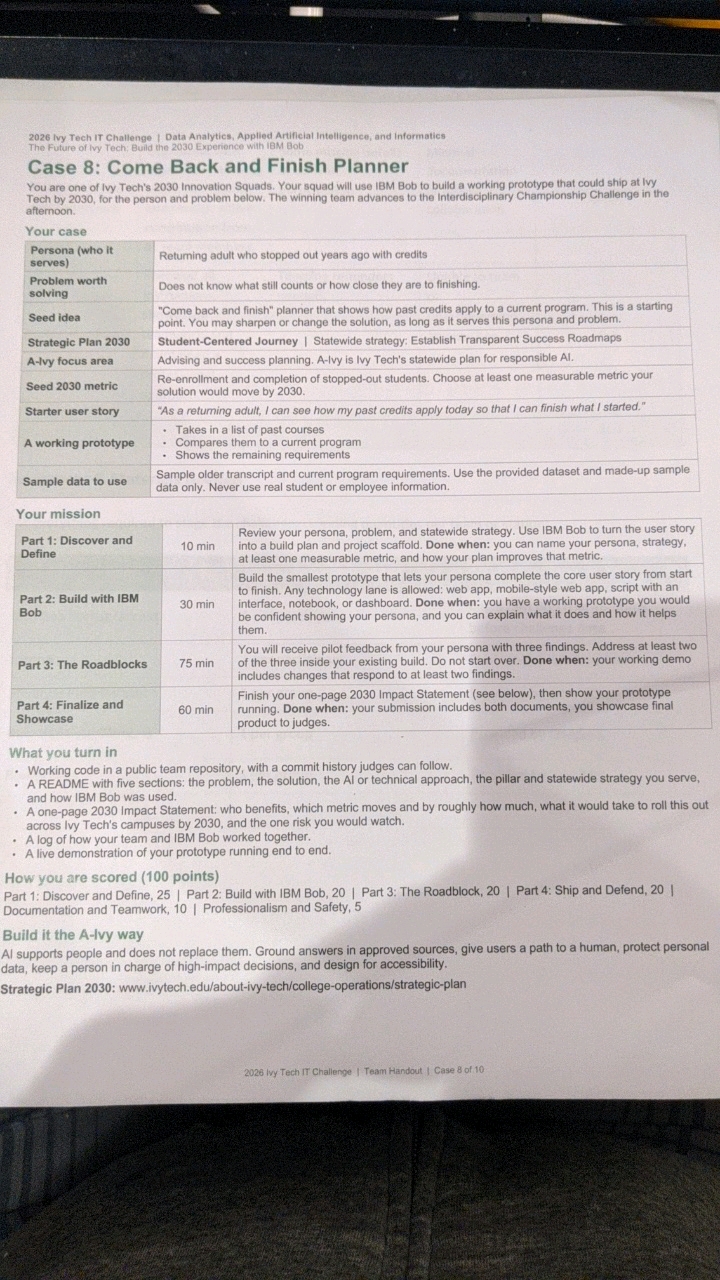 2026 Ivy Tech IT Challenge | Data Analytics, Applied Artificial Intelligence, and Informatics
The Future of Ivy Tech: Build the 2030 Experience with IBM Bob
Case 8: Come Back and Finish Planner
You are one of Ivy Tech's 2030 Innovation Squads. Your squad will use IBM Bob to build a working prototype that could ship at Ivy
Tech by 2030, for the person and problem below. The winning team advances to the Interdisciplinary Championship Challenge in the
afternoon.
Your case
Persona (who it
serves)
Returning adult who stopped out years ago with credits
Problem worth
solving
Does not know what still counts or how close they are to finishing.
Seed idea
"Come back and finish" planner that shows how past credits apply to a current program. This is a starting
point. You may sharpen or change the solution, as long as it serves this persona and problem.
Strategic Plan 2030
Student-Centered Journey | Statewide strategy: Establish Transparent Success Roadmaps
A-Ivy focus area
Advising and success planning. A-Ivy is Ivy Tech's statewide plan for responsible AI.
Seed 2030 metric
Re-enrollment and completion of stopped-out students. Choose at least one measurable metric your
solution would move by 2030.
Starter user story
"As a returning adult, I can see how my past credits apply today so that I can finish what I started."
A working prototype
• Takes in a list of past courses
• Compares them to a current program
• Shows the remaining requirements
Sample data to use
Sample older transcript and current program requirements. Use the provided dataset and made-up sample
data only. Never use real student or employee information.
Your mission
Part 1: Discover and
Define
10 min
Review your persona, problem, and statewide strategy. Use IBM Bob to turn the user story
into a build plan and project scaffold. Done when: you can name your persona, strategy,
at least one measurable metric, and how your plan improves that metric.
Part 2: Build with IBM
Bob
30 min
Build the smallest prototype that lets your persona complete the core user story from start
to finish. Any technology lane is allowed: web app, mobile-style web app, script with an
interface, notebook, or dashboard. Done when: you have a working prototype you would
be confident showing your persona, and you can explain what it does and how it helps
them.
Part 3: The Roadblocks
75 min
You will receive pilot feedback from your persona with three findings. Address at least two
of the three inside your existing build. Do not start over. Done when: your working demo
includes changes that respond to at least two findings.
Part 4: Finalize and
Showcase
60 min
Finish your one-page 2030 Impact Statement (see below), then show your prototype
running. Done when: your submission includes both documents, you showcase final
product to judges.
What you turn in
• Working code in a public team repository, with a commit history judges can follow.
• A README with five sections: the problem, the solution, the AI or technical approach, the pillar and statewide strategy you serve,
and how IBM Bob was used.
• A one-page 2030 Impact Statement: who benefits, which metric moves and by roughly how much, what it would take to roll this out
across Ivy Tech's campuses by 2030, and the one risk you would watch.
• A log of how your team and IBM Bob worked together.
• A live demonstration of your prototype running end to end.
How you are scored (100 points)
Part 1: Discover and Define, 25 | Part 2: Build with IBM Bob, 20 | Part 3: The Roadblock, 20 | Part 4: Ship and Defend, 20 |
Documentation and Teamwork, 10 | Professionalism and Safety, 5
Build it the A-Ivy way
AI supports people and does not replace them. Ground answers in approved sources, give users a path to a human, protect personal
data, keep a person in charge of high-impact decisions, and design for accessibility.
Strategic Plan 2030: www.ivytech.edu/about-ivy-tech/college-operations/strategic-plan
2026 Ivy Tech IT Challenge | Team Handout | Case 8 of 10